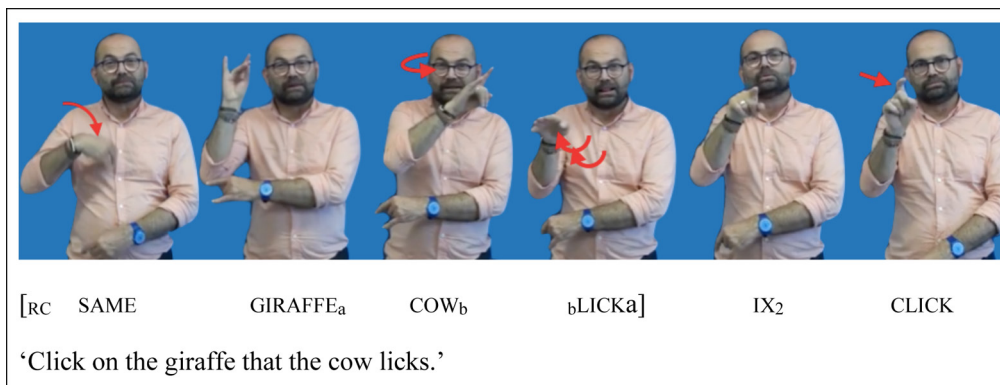 [RC SAME GIRAFFEa COWb bLICKa] IX2 CLICK
‘Click on the giraffe that the cow licks.’